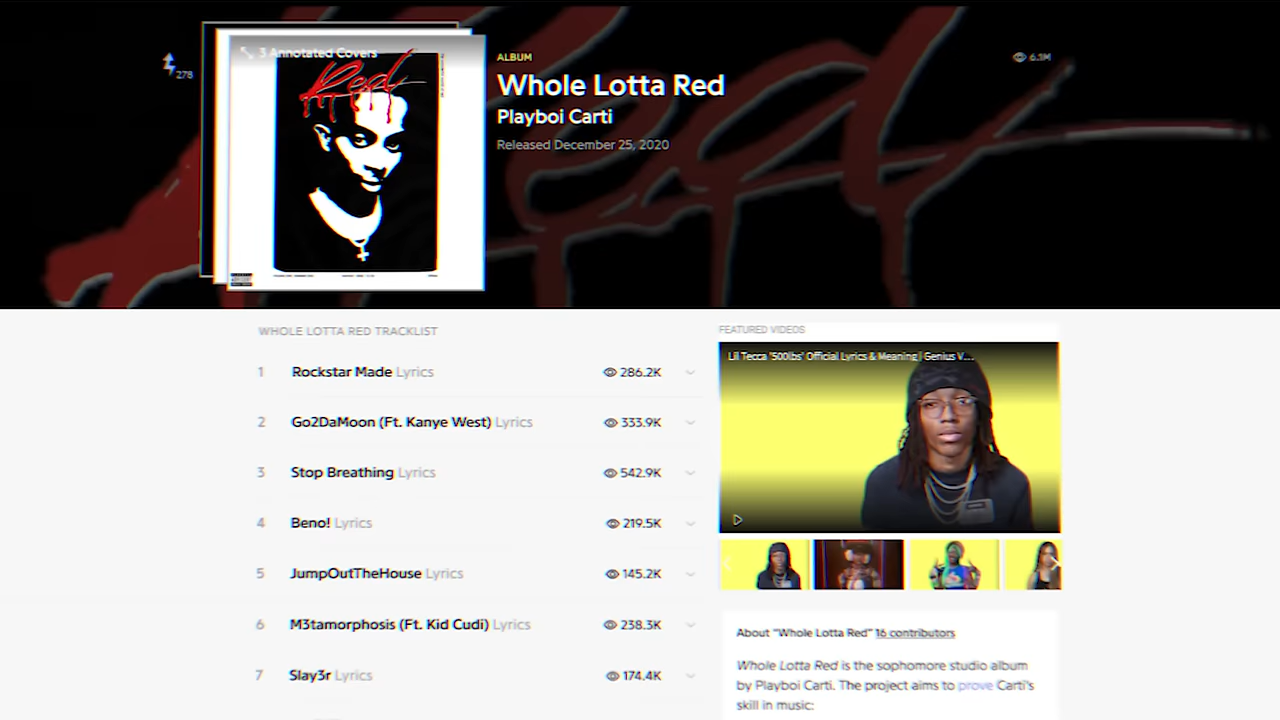 3 Annotated Covers
278
Red
ALBUM
Whole Lotta Red
Playboi Carti
Released December 25, 2020
6.1M
WHOLE LOTTA RED TRACKLIST
1 Rockstar Made Lyrics 286.2K
2 Go2DaMoon (Ft. Kanye West) Lyrics 333.9K
3 Stop Breathing Lyrics 542.9K
4 Beno! Lyrics 219.5K
5 JumpOutTheHouse Lyrics 145.2K
6 M3tamorphosis (Ft. Kid Cudi) Lyrics 238.3K
7 Slay3r Lyrics 174.4K
FEATURED VIDEOS
Lil Tecca "500lbs" Official Lyrics & Meaning | Genius V...
About "Whole Lotta Red" 16 contributors
Whole Lotta Red is the sophomore studio album
by Playboi Carti. The project aims to prove Carti's
skill in music: